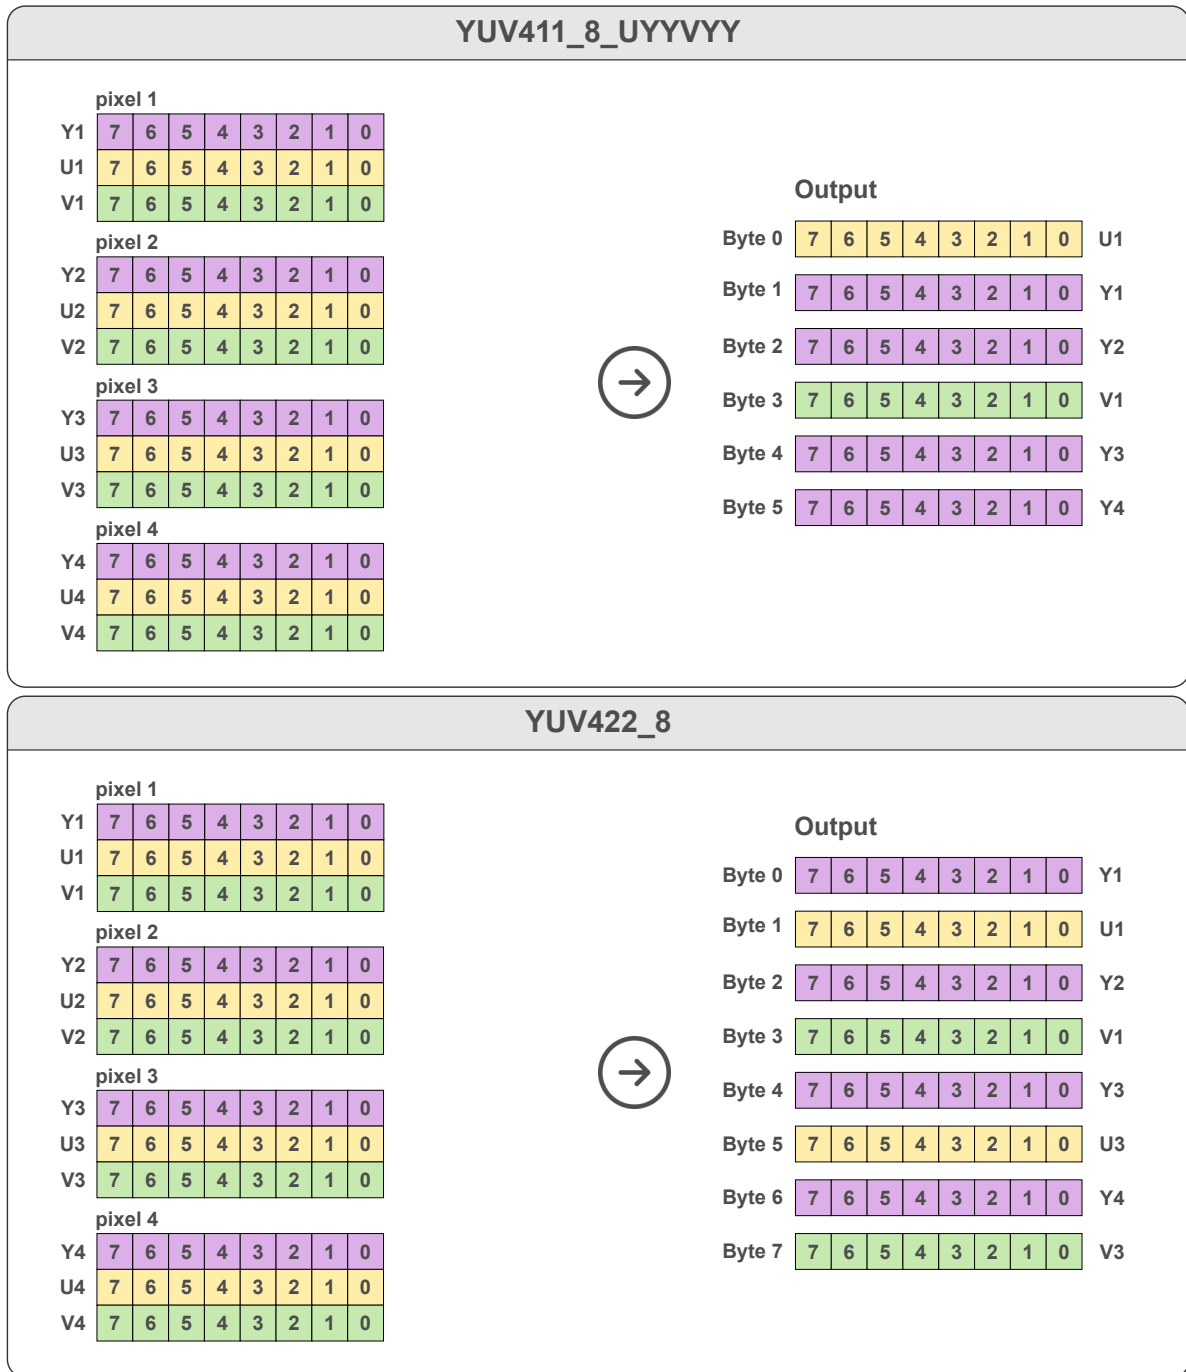 YUV411_8_UYYVYY
pixel 1
Y1 7 6 5 4 3 2 1 0
U1 7 6 5 4 3 2 1 0
V1 7 6 5 4 3 2 1 0
pixel 2
Y2 7 6 5 4 3 2 1 0
U2 7 6 5 4 3 2 1 0
V2 7 6 5 4 3 2 1 0
pixel 3
Y3 7 6 5 4 3 2 1 0
U3 7 6 5 4 3 2 1 0
V3 7 6 5 4 3 2 1 0
pixel 4
Y4 7 6 5 4 3 2 1 0
U4 7 6 5 4 3 2 1 0
V4 7 6 5 4 3 2 1 0
Output
Byte 0 7 6 5 4 3 2 1 0 U1
Byte 1 7 6 5 4 3 2 1 0 Y1
Byte 2 7 6 5 4 3 2 1 0 Y2
Byte 3 7 6 5 4 3 2 1 0 V1
Byte 4 7 6 5 4 3 2 1 0 Y3
Byte 5 7 6 5 4 3 2 1 0 Y4
YUV422_8
pixel 1
Y1 7 6 5 4 3 2 1 0
U1 7 6 5 4 3 2 1 0
V1 7 6 5 4 3 2 1 0
pixel 2
Y2 7 6 5 4 3 2 1 0
U2 7 6 5 4 3 2 1 0
V2 7 6 5 4 3 2 1 0
pixel 3
Y3 7 6 5 4 3 2 1 0
U3 7 6 5 4 3 2 1 0
V3 7 6 5 4 3 2 1 0
pixel 4
Y4 7 6 5 4 3 2 1 0
U4 7 6 5 4 3 2 1 0
V4 7 6 5 4 3 2 1 0
Output
Byte 0 7 6 5 4 3 2 1 0 Y1
Byte 1 7 6 5 4 3 2 1 0 U1
Byte 2 7 6 5 4 3 2 1 0 Y2
Byte 3 7 6 5 4 3 2 1 0 V1
Byte 4 7 6 5 4 3 2 1 0 Y3
Byte 5 7 6 5 4 3 2 1 0 U3
Byte 6 7 6 5 4 3 2 1 0 Y4
Byte 7 7 6 5 4 3 2 1 0 V3